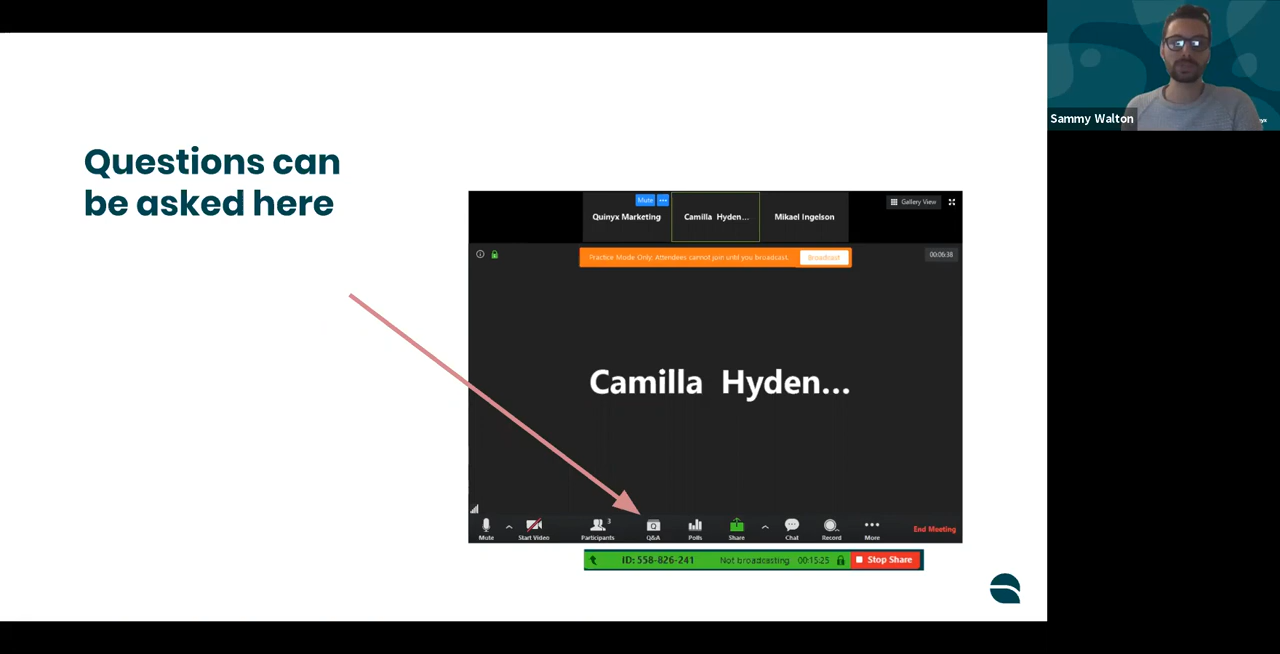 Sammy Walton
Questions can
be asked here
Mute
Quinyx Marketing
Camilla Hyden...
Mikael Ingelson
Gallery View
Practice Mode Only: Attendees cannot join until you broadcast
Broadcast
00:06:38
Camilla Hyden...
Mute
Start Video
Participants
3
Q&A
Polls
Share
Chat
Record
More
End Meeting
ID: 558-826-241
Not broadcasting
00:15:25
Stop Share